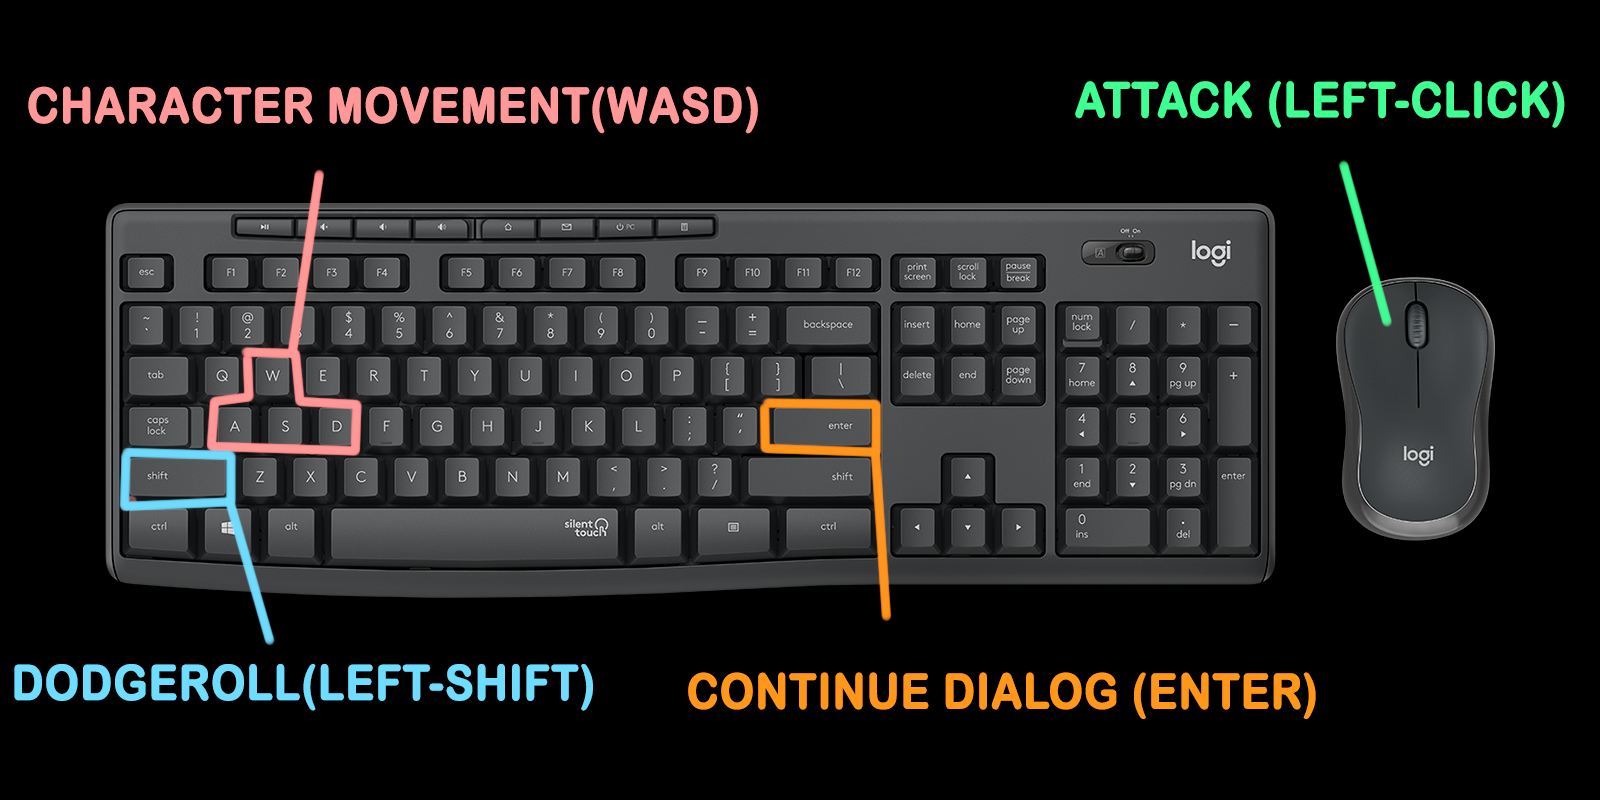 CHARACTER MOVEMENT(WASD)
ATTACK (LEFT-CLICK)
PC
Off On
A
logi
esc F1 F2 F3 F4 F5 F6 F7 F8 F9 F10 F11 F12 print screen scroll lock pause break
~ ` ! 1 @ 2 $ 4 % 5 ^ 6 & 7 * 8 ( 9 ) 0 — - + = backspace insert home page up num lock / * —
tab Q W E R T Y U I O P { [ } ] | \ delete end page down 7 home 8 9 pg up +
caps lock A S D F G H J K L : ; “ ‘ enter 4 5 6
shift Z X C V B N M < , > . ? / shift 1 end 2 3 pg dn enter
ctrl alt silent touch alt ctrl 0 ins . del
logi
DODGEROLL(LEFT-SHIFT)
CONTINUE DIALOG (ENTER)